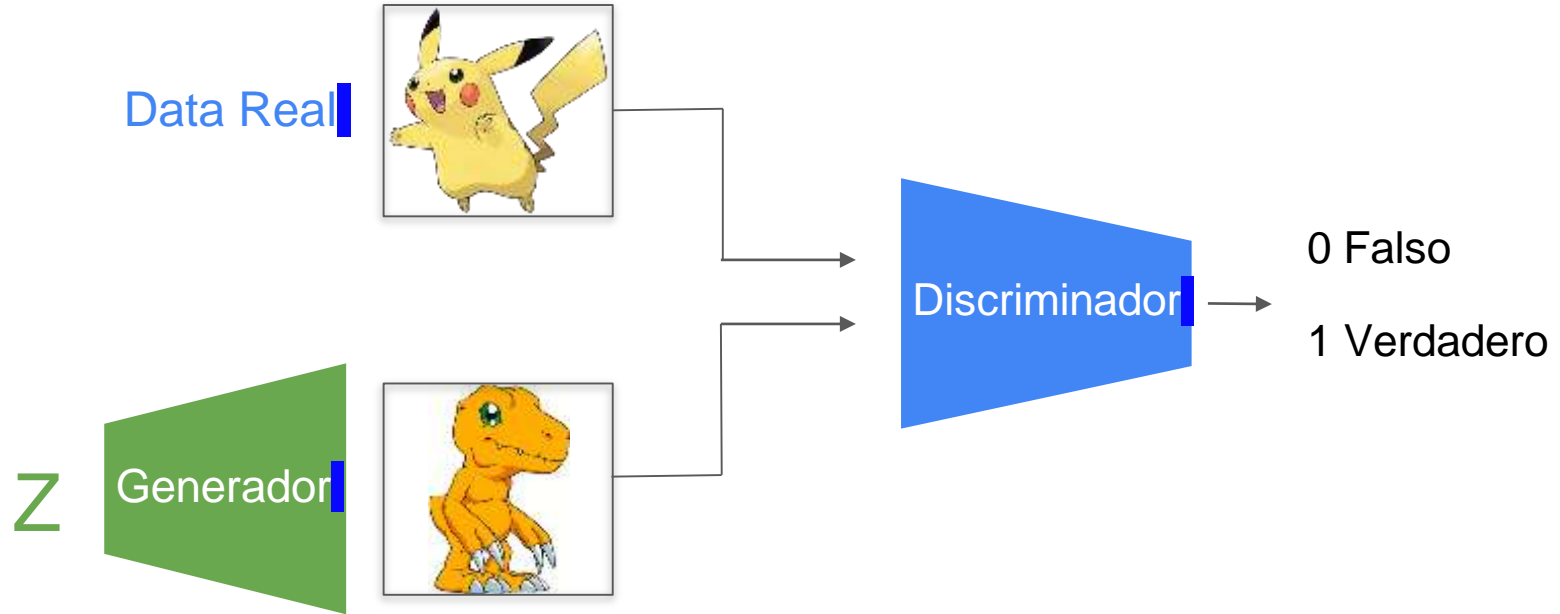 Data Real
Discriminador
0 Falso
1 Verdadero
Z
Generador